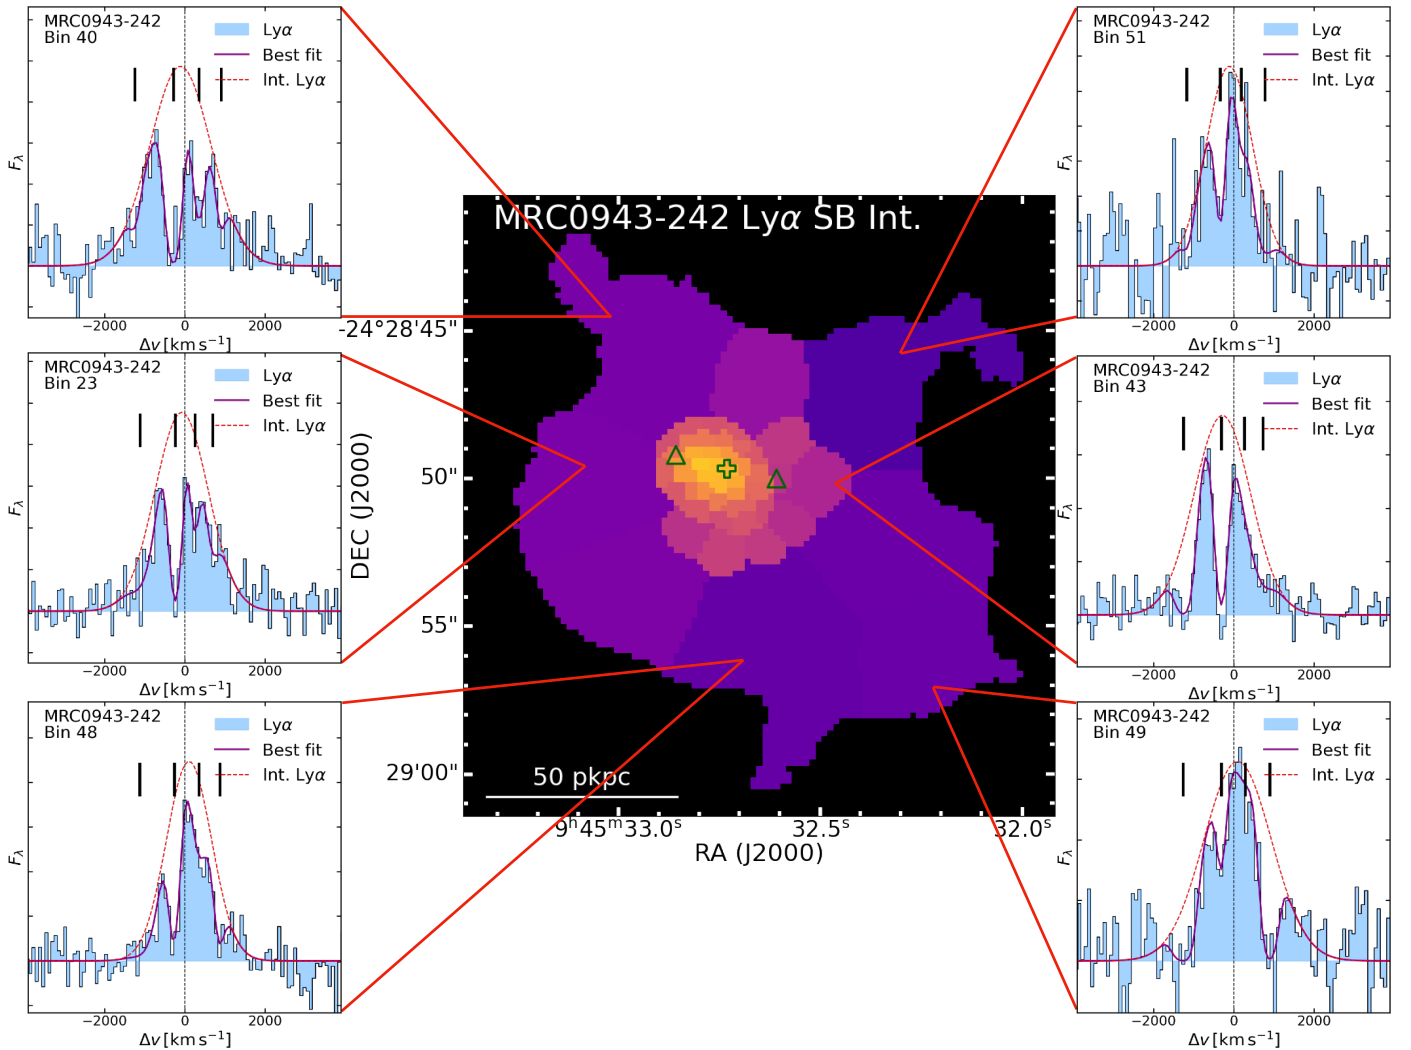 MRC0943-242
Bin 40
Lyα
Best fit
Int. Lyα
Fλ
−2000 0 2000
Δv [km s⁻¹]
MRC0943-242
Bin 23
Lyα
Best fit
Int. Lyα
Fλ
−2000 0 2000
Δv [km s⁻¹]
MRC0943-242
Bin 48
Lyα
Best fit
Int. Lyα
Fλ
−2000 0 2000
Δv [km s⁻¹]
MRC0943-242 Lyα SB Int.
-24°28'45"
50"
55"
29'00"
DEC (J2000)
50 pkpc
9ʰ45ᵐ33.0ˢ 32.5ˢ 32.0ˢ
RA (J2000)
MRC0943-242
Bin 51
Lyα
Best fit
Int. Lyα
Fλ
−2000 0 2000
Δv [km s⁻¹]
MRC0943-242
Bin 43
Lyα
Best fit
Int. Lyα
Fλ
−2000 0 2000
Δv [km s⁻¹]
MRC0943-242
Bin 49
Lyα
Best fit
Int. Lyα
Fλ
−2000 0 2000
Δv [km s⁻¹]